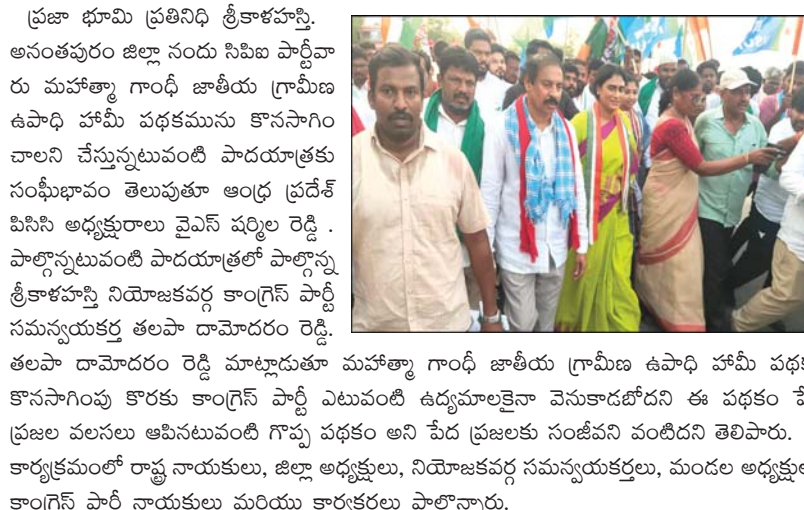 ప్రజా భూమి ప్రతినిధి శ్రీకాళహస్తి.
అనంతపురం జిల్లా నందు సిపిఐ పార్టీవా
రు మహాత్మా గాంధీ జాతీయ గ్రామీణ
ఉపాధి హామీ పథకమును కొనసాగిం
చాలని చేస్తున్నటువంటి పాదయాత్రకు
సంఘీభావం తెలుపుతూ ఆంధ్ర ప్రదేశ్
పిసిసి అధ్యక్షురాలు వైఎస్ షర్మిల రెడ్డి .
పాల్గొన్నటువంటి పాదయాత్రలో పాల్గొన్న
శ్రీకాళహస్తి నియోజకవర్గ కాంగ్రెస్ పార్టీ
సమన్వయకర్త తలపా దామోదరం రెడ్డి.
తలపా దామోదరం రెడ్డి మాట్లాడుతూ మహాత్మా గాంధీ జాతీయ గ్రామీణ ఉపాధి హామీ పథక
కొనసాగింపు కొరకు కాంగ్రెస్ పార్టీ ఎటువంటి ఉద్యమాలకైనా వెనుకాడబోదని ఈ పథకం
ప్రజల వలసలు ఆపినటువంటి గొప్ప పథకం అని పేద ప్రజలకు సంజీవని వంటిదని తెలిపారు.
కార్యక్రమంలో రాష్ట్ర నాయకులు, జిల్లా అధ్యక్షులు, నియోజకవర్గ సమన్వయకర్తలు, మండల
కాంగ్రెస్ పార్టీ నాయకులు మరియు కార్యకర్తలు పాల్గొన్నారు.